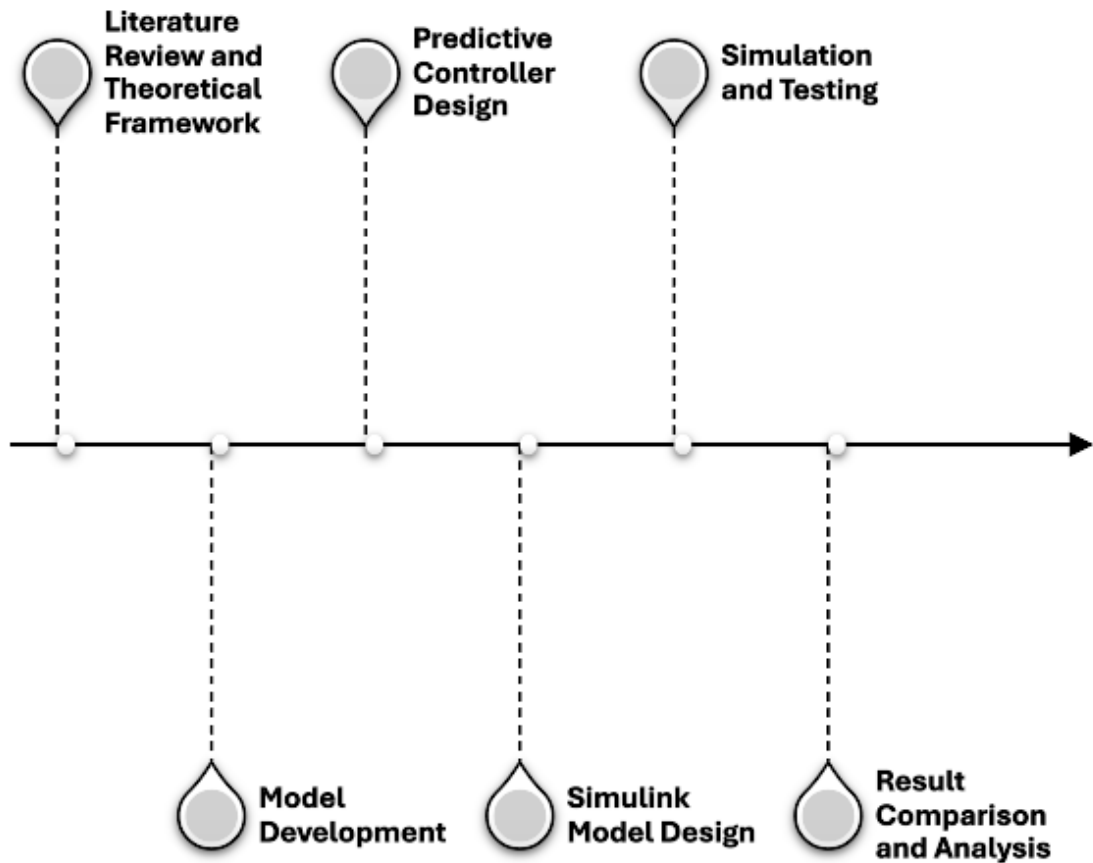 Literature
Review and
Theoretical
Framework
Predictive
Controller
Design
Simulation
and Testing
Model
Development
Simulink
Model Design
Result
Comparison
and Analysis